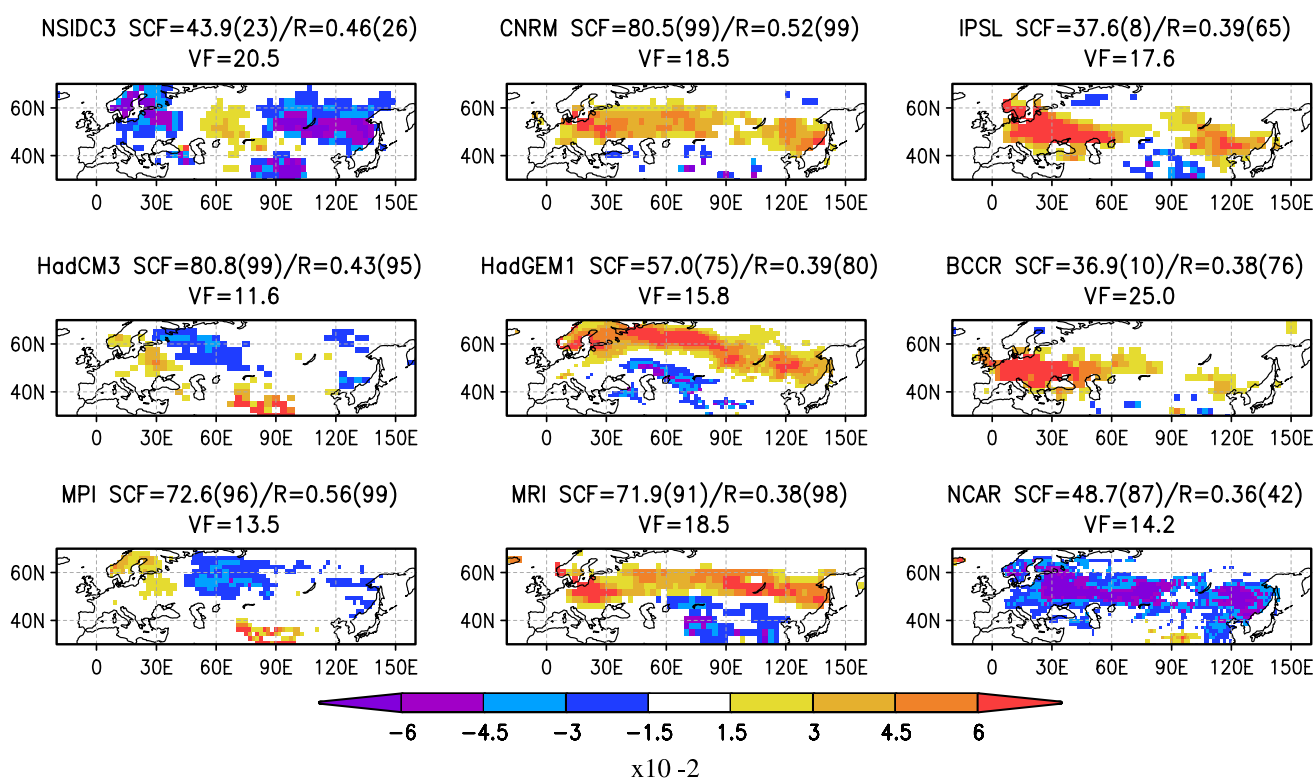 NSIDC3 SCF=43.9(23)/R=0.46(26)
VF=20.5
60N
40N
0 30E 60E 90E 120E 150E
CNRM SCF=80.5(99)/R=0.52(99)
VF=18.5
60N
40N
0 30E 60E 90E 120E 150E
IPSL SCF=37.6(8)/R=0.39(65)
VF=17.6
60N
40N
0 30E 60E 90E 120E 150E
HadCM3 SCF=80.8(99)/R=0.43(95)
VF=11.6
60N
40N
0 30E 60E 90E 120E 150E
HadGEM1 SCF=57.0(75)/R=0.39(80)
VF=15.8
60N
40N
0 30E 60E 90E 120E 150E
BCCR SCF=36.9(10)/R=0.38(76)
VF=25.0
60N
40N
0 30E 60E 90E 120E 150E
MPI SCF=72.6(96)/R=0.56(99)
VF=13.5
60N
40N
0 30E 60E 90E 120E 150E
MRI SCF=71.9(91)/R=0.38(98)
VF=18.5
60N
40N
0 30E 60E 90E 120E 150E
NCAR SCF=48.7(87)/R=0.36(42)
VF=14.2
60N
40N
0 30E 60E 90E 120E 150E
-6 -4.5 -3 -1.5 1.5 3 4.5 6
x10 -2